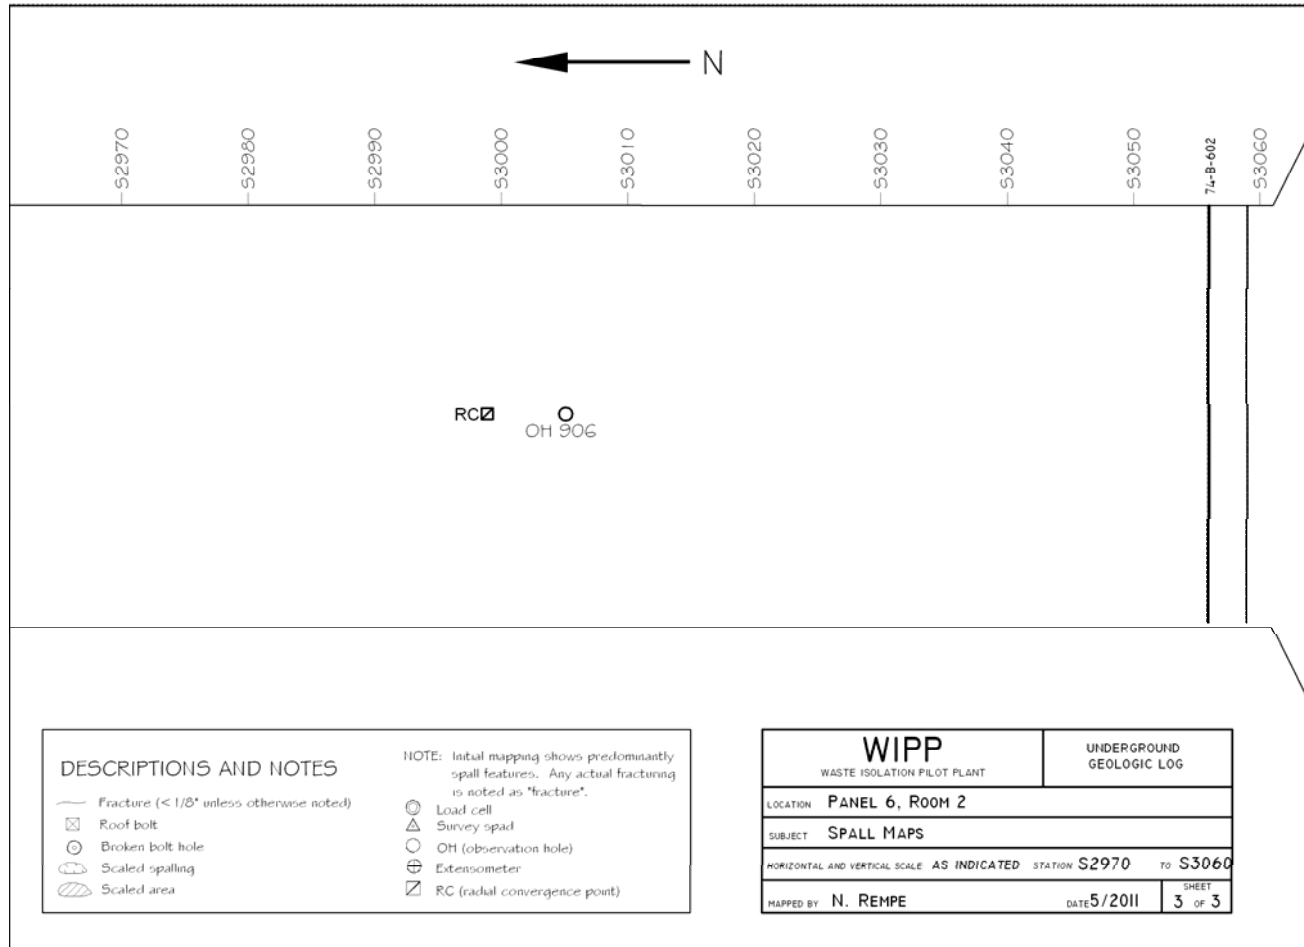 N
S2970
S2980
S2990
S3000
S3010
S3020
S3030
S3040
S3050
74-B-602
S3060
RC
OH 906
DESCRIPTIONS AND NOTES
Fracture (< 1/8" unless otherwise noted)
Roof bolt
Broken bolt hole
Scaled spalling
Scaled area
NOTE: Initial mapping shows predominantly
spall features. Any actual fracturing
is noted as "fracture".
Load cell
Survey spad
OH (observation hole)
Extensometer
RC (radial convergence point)
WIPP
WASTE ISOLATION PILOT PLANT
UNDERGROUND
GEOLOGIC LOG
LOCATION PANEL 6, ROOM 2
SUBJECT SPALL MAPS
HORIZONTAL AND VERTICAL SCALE AS INDICATED STATION S2970 TO S3060
MAPPED BY N. REMPE DATE 5/2011
SHEET
3 OF 3